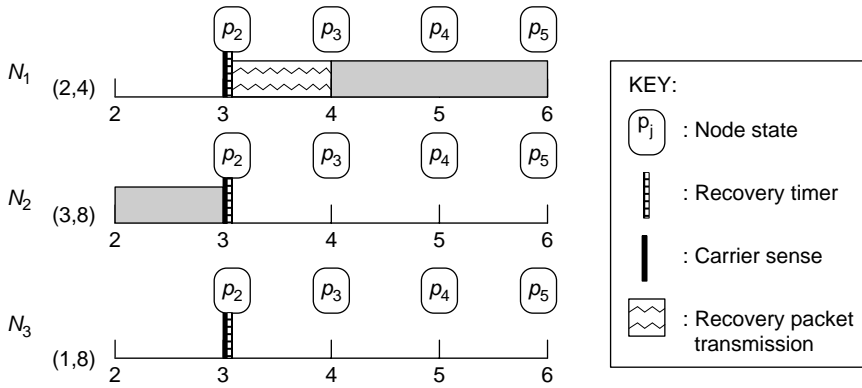 p2 p3 p4 p5
N1 (2,4)
2 3 4 5 6
p2 p3 p4 p5
N2 (3,8)
2 3 4 5 6
p2 p3 p4 p5
N3 (1,8)
2 3 4 5 6
KEY:
pj : Node state
: Recovery timer
: Carrier sense
: Recovery packet
transmission